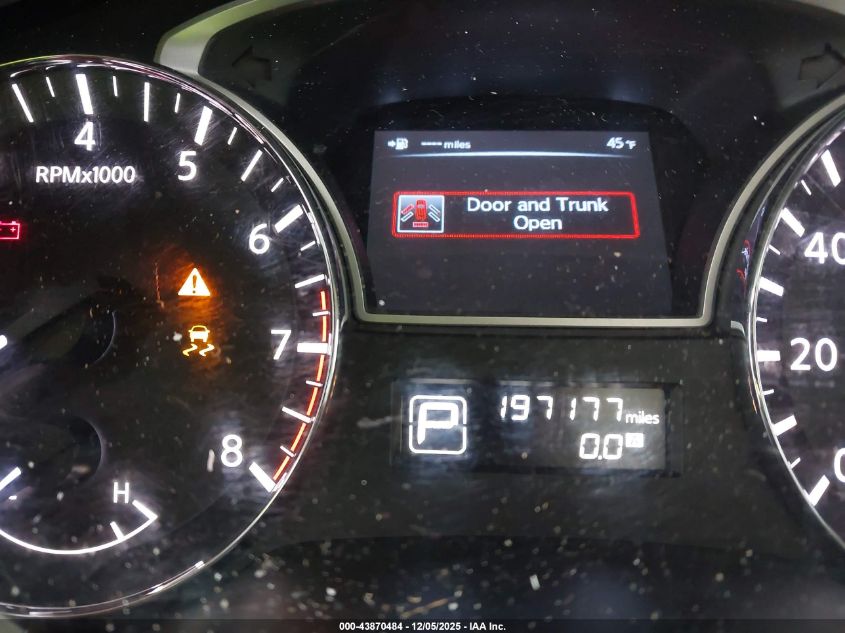 4
RPMx1000
5
6
7
8
H
---- miles
45°F
Door and Trunk
Open
P
197177 miles
0.0
40
20
0
000-43870484 - 12/05/2025 - IAA Inc.